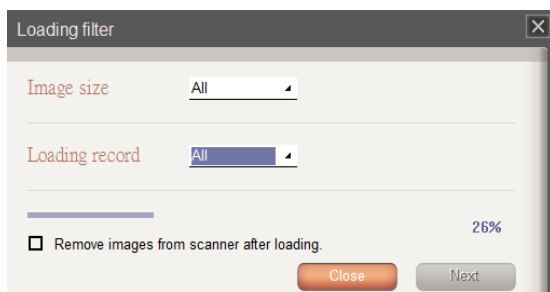 Loading filter
Image size All
Loading record All
26%
Remove images from scanner after loading.
Close Next